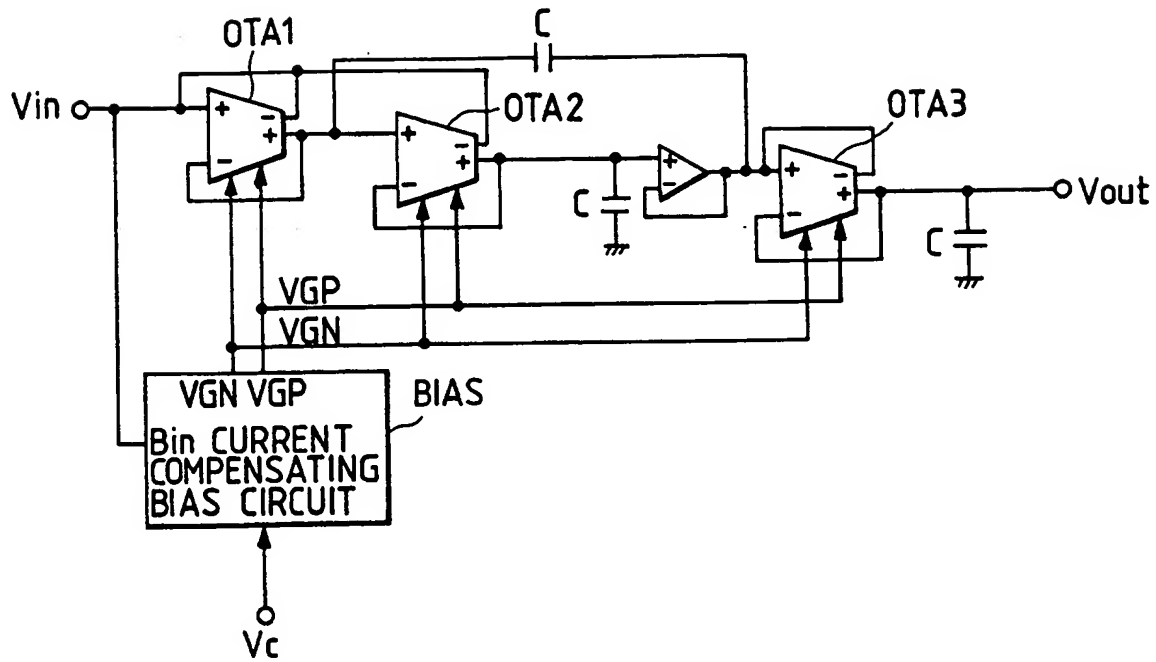 C
OTA1
Vin
+
-
+
-
OTA2
+
-
+
-
C
+
-
OTA3
+
-
+
-
C
Vout
VGP
VGN
VGN VGP
BIAS
Bin CURRENT
COMPENSATING
BIAS CIRCUIT
Vc